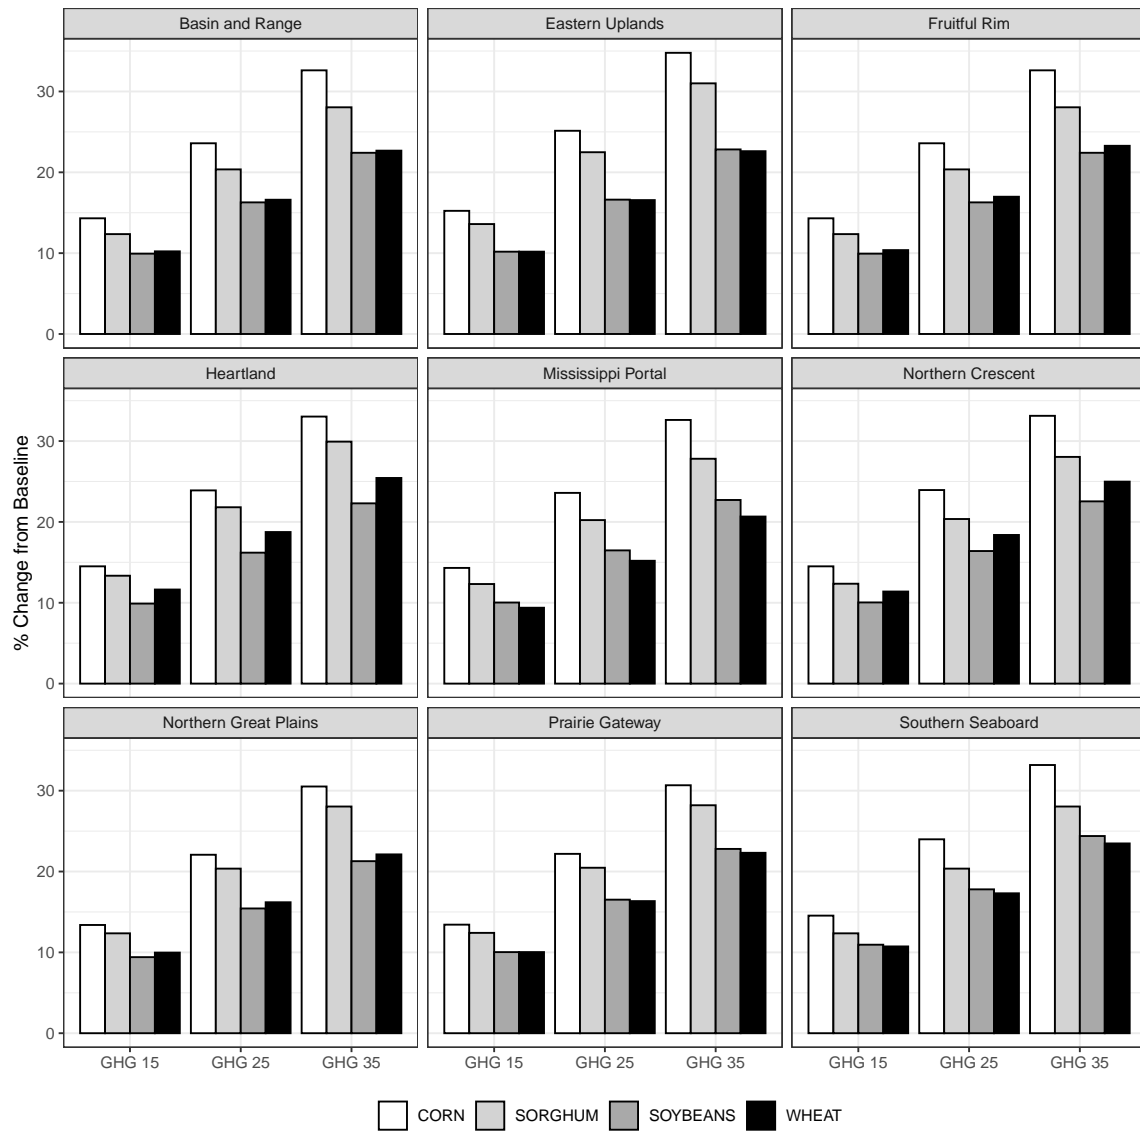 Basin and Range
Eastern Uplands
Fruitful Rim
30
20
10
0
Heartland
Mississippi Portal
Northern Crescent
% Change from Baseline
30
20
10
0
Northern Great Plains
Prairie Gateway
Southern Seaboard
30
20
10
0
GHG 15 GHG 25 GHG 35
GHG 15 GHG 25 GHG 35
GHG 15 GHG 25 GHG 35
CORN SORGHUM SOYBEANS WHEAT